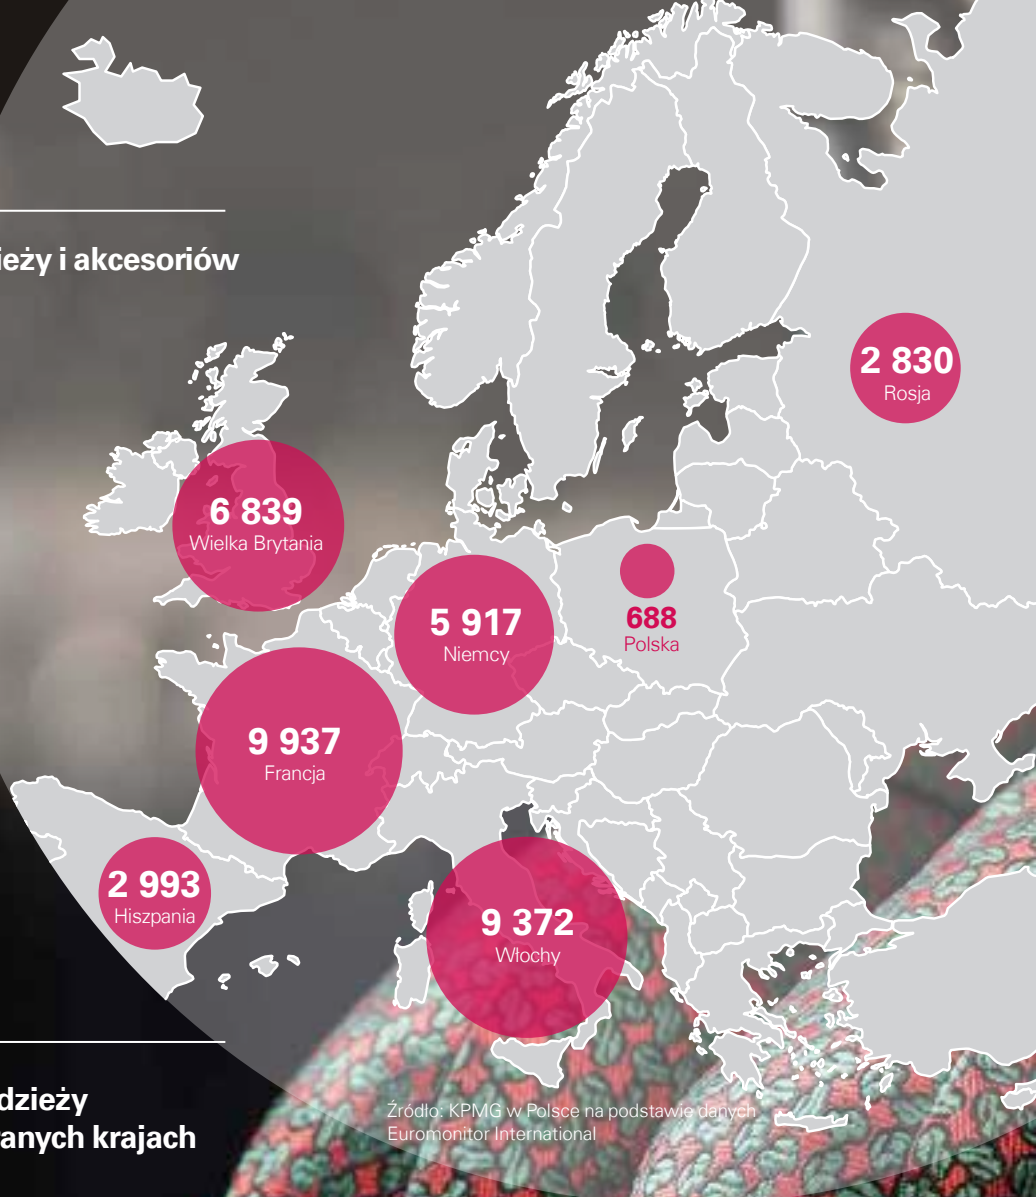 ieży i akcesoriów
2 830
Rosja
6 839
Wielka Brytania
5 917
Niemcy
688
Polska
9 937
Francja
2 993
Hiszpania
9 372
Włochy
dzieży
anych krajach
Źródło: KPMG w Polsce na podstawie danych
Euromonitor International